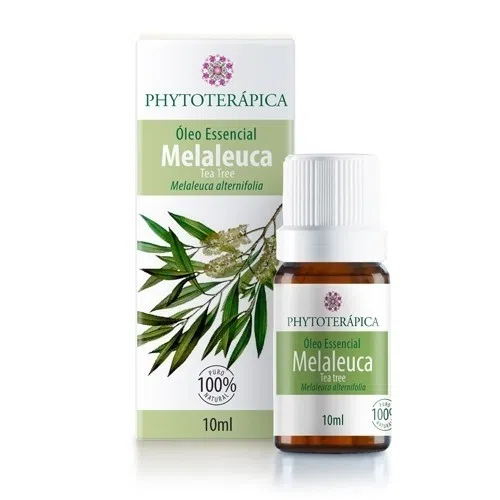 PHYTOTERÁPICA
Óleo Essencial
Melaleuca
Tea Tree
Melaleuca alternifolia
PURO
100%
NATURAL
10ml
PHYTOTERÁPICA
Óleo Essencial
Melaleuca
Tea tree
Melaleuca alternifolia
100%
10ml